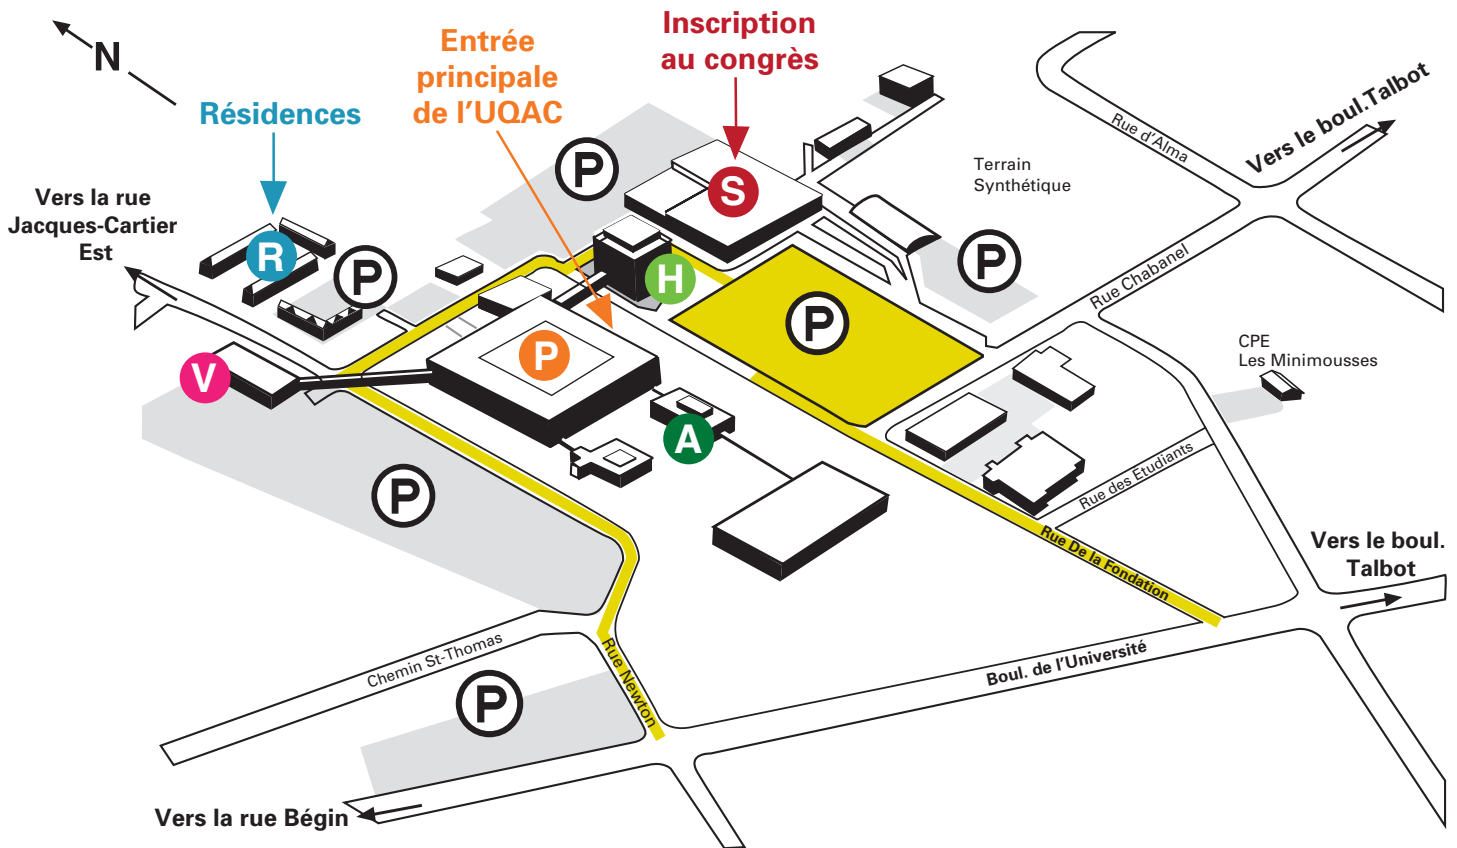 N
Résidences
Entrée
principale
de l’UQAC
Inscription
au congrès
Rue d’Alma
Vers le boul.Talbot
Terrain
Synthétique
Vers la rue
Jacques-Cartier
Est
P
S
R
P
H
P
P
Rue Chabanel
CPE
Les Minimousses
V
P
A
P
Rue des Étudiants
Rue De la Fondation
Vers le boul.
Talbot
Chemin St-Thomas
Rue Newton
Boul. de l’Université
P
Vers la rue Bégin